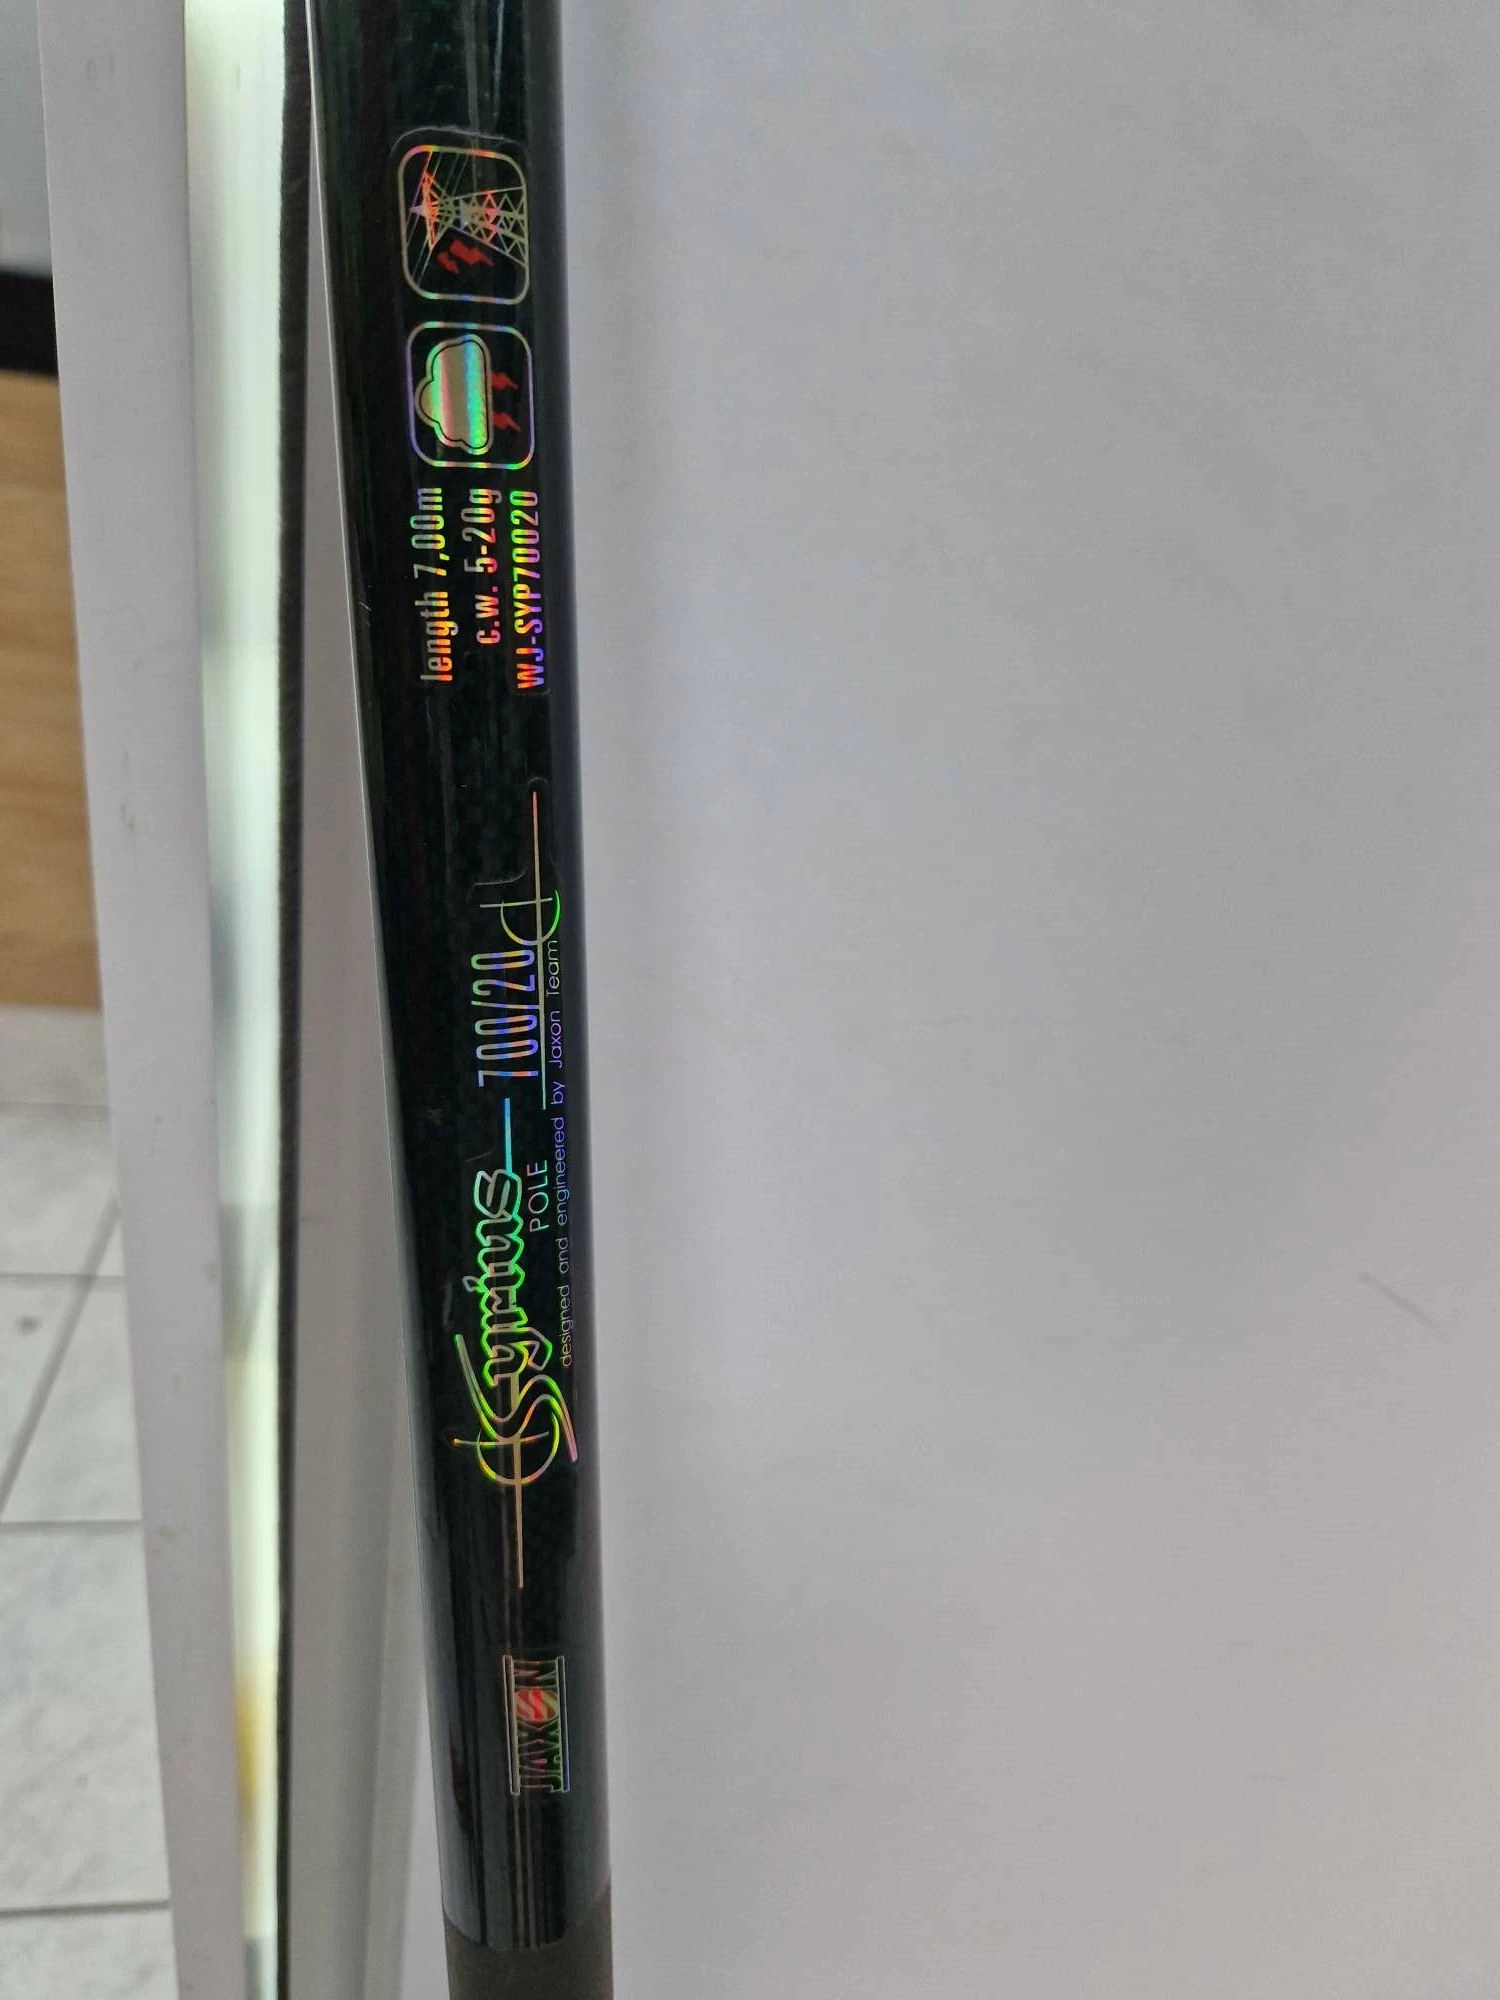 JAXON
Syrius 700/20
POLE
designed and engineered by Jaxon Team
length 7,00m
c.w. 5-20g
WJ-SYP70020